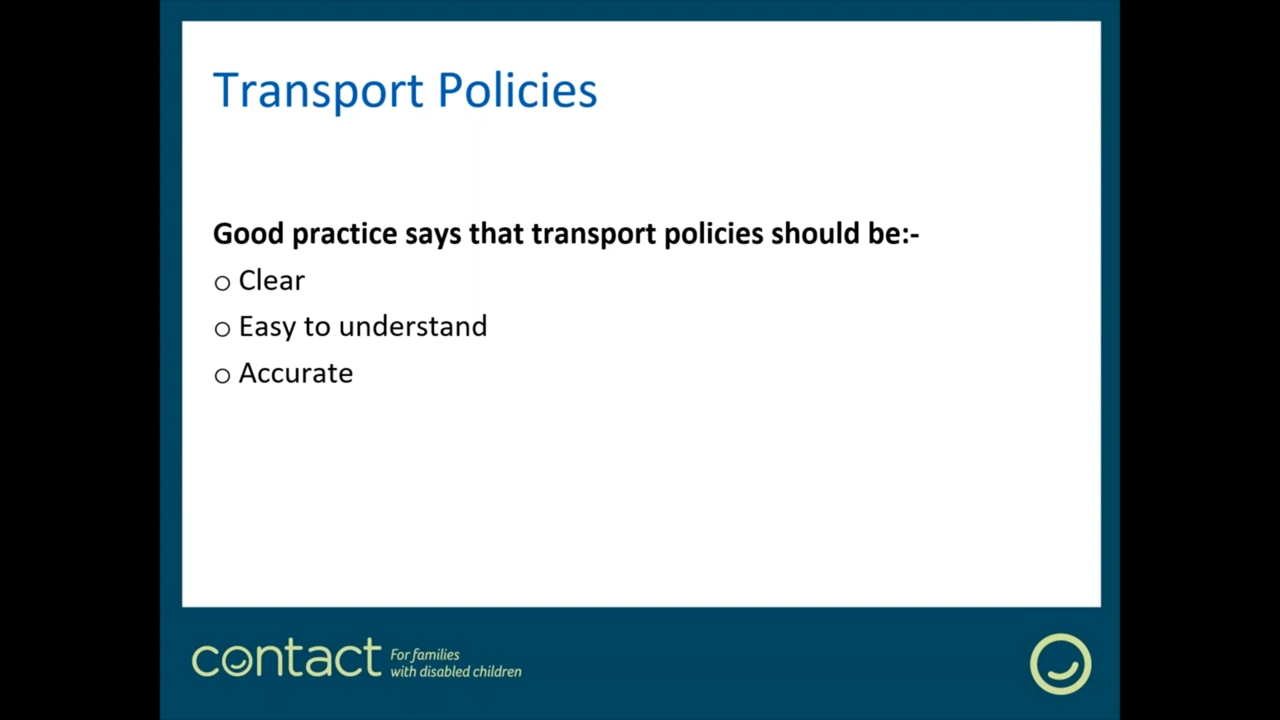 Transport Policies
Good practice says that transport policies should be:-
o Clear
o Easy to understand
o Accurate
contact
For families
with disabled children